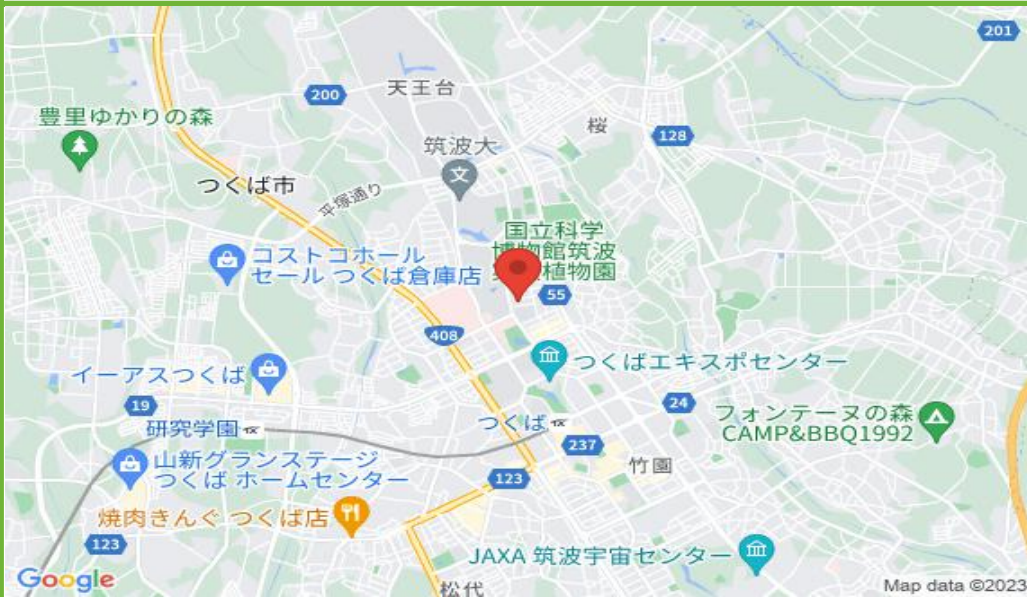 201
200
天王台
豊里ゆかりの森
桜
128
筑波大
文
つくば市
平塚通り
国立科学
博物館筑波
植物園
コストコホール
セール つくば倉庫店
55
408
つくばエキスポセンター
イーアスつくば
19
24
フォンテーヌの森
CAMP&BBQ1992
研究学園
つくば
237
山新グランステージ
つくば ホームセンター
竹園
123
焼肉きんぐ つくば店
123
JAXA 筑波宇宙センター
松代
Google
Map data ©2023